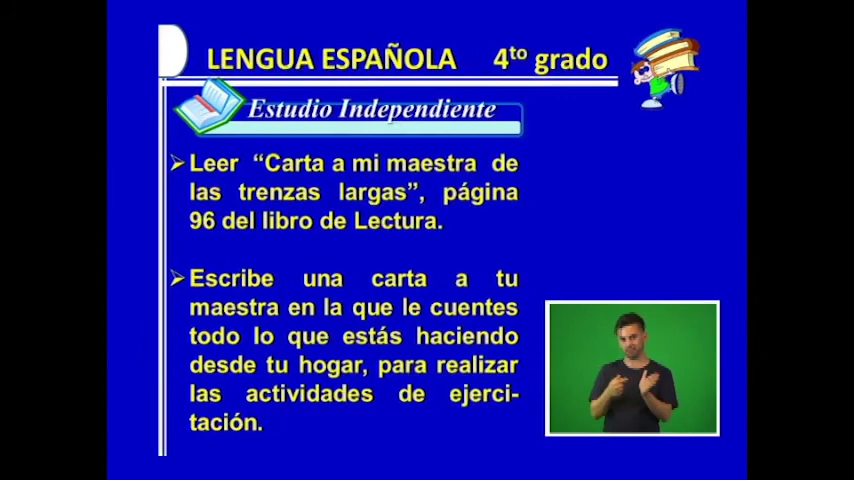 LENGUA ESPAÑOLA 4to grado
Estudio Independiente
➢Leer “Carta a mi maestra de
las trenzas largas”, página
96 del libro de Lectura.
➢Escribe una carta a tu
maestra en la que le cuentes
todo lo que estás haciendo
desde tu hogar, para realizar
las actividades de ejerci-
tación.